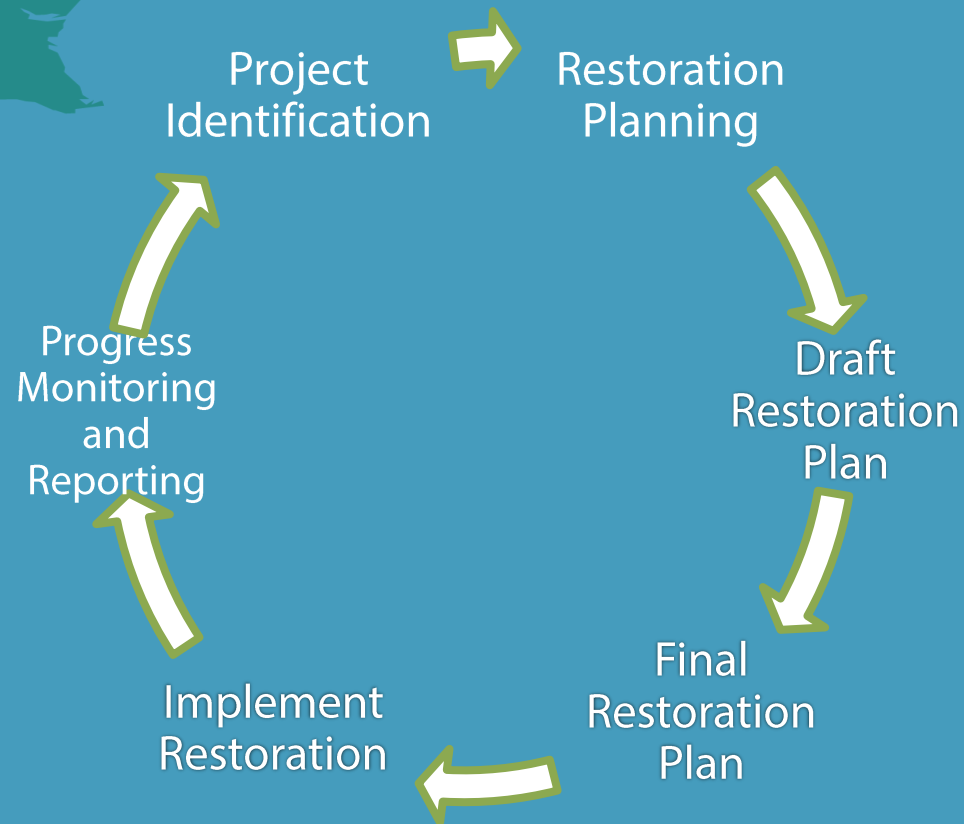 Project
Identification
Restoration
Planning
Draft
Restoration
Plan
Final
Restoration
Plan
Implement
Restoration
Progress
Monitoring
and
Reporting